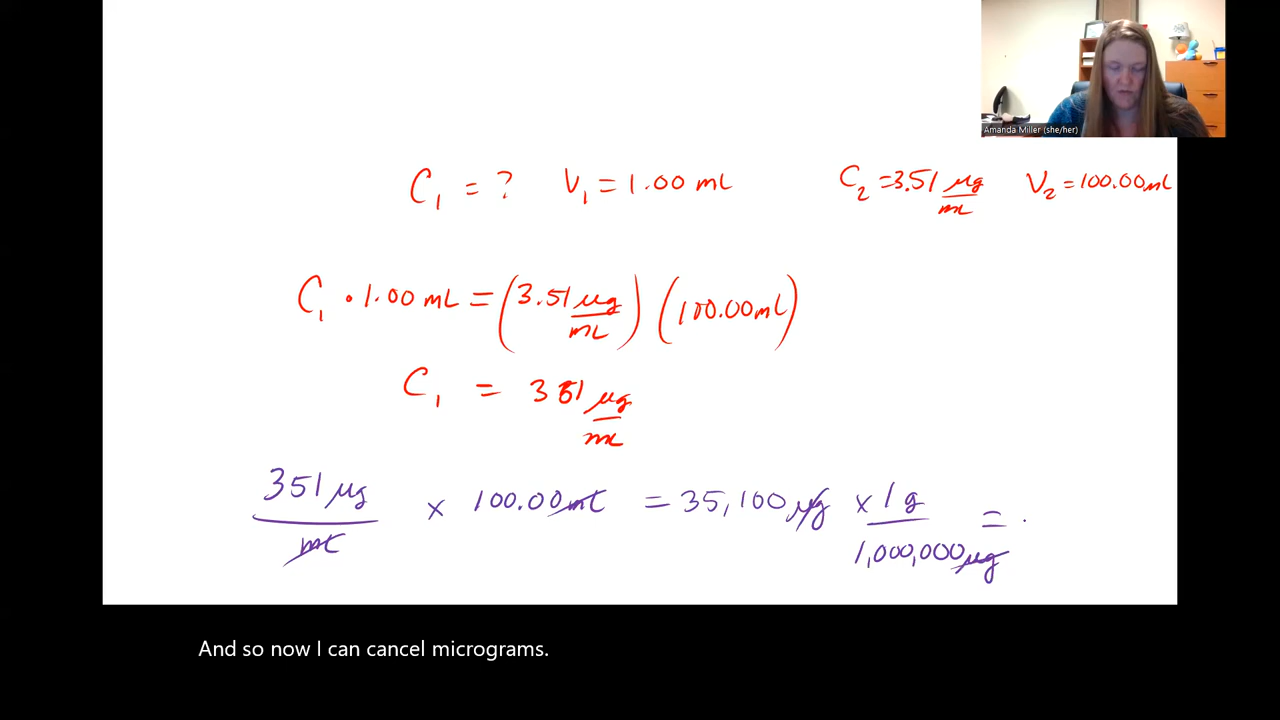 Amanda Miller (she/her)
C₁ = ? V₁ = 1.00 mL C₂ = 3.51 µg/mL V₂ = 100.00 mL
C₁ · 1.00 mL = (3.51 µg/mL) (100.00 mL)
C₁ = 351 µg/mL
351 µg/mL × 100.00 mL = 35,100 µg × 1 g/1,000,000 µg =
And so now I can cancel micrograms.